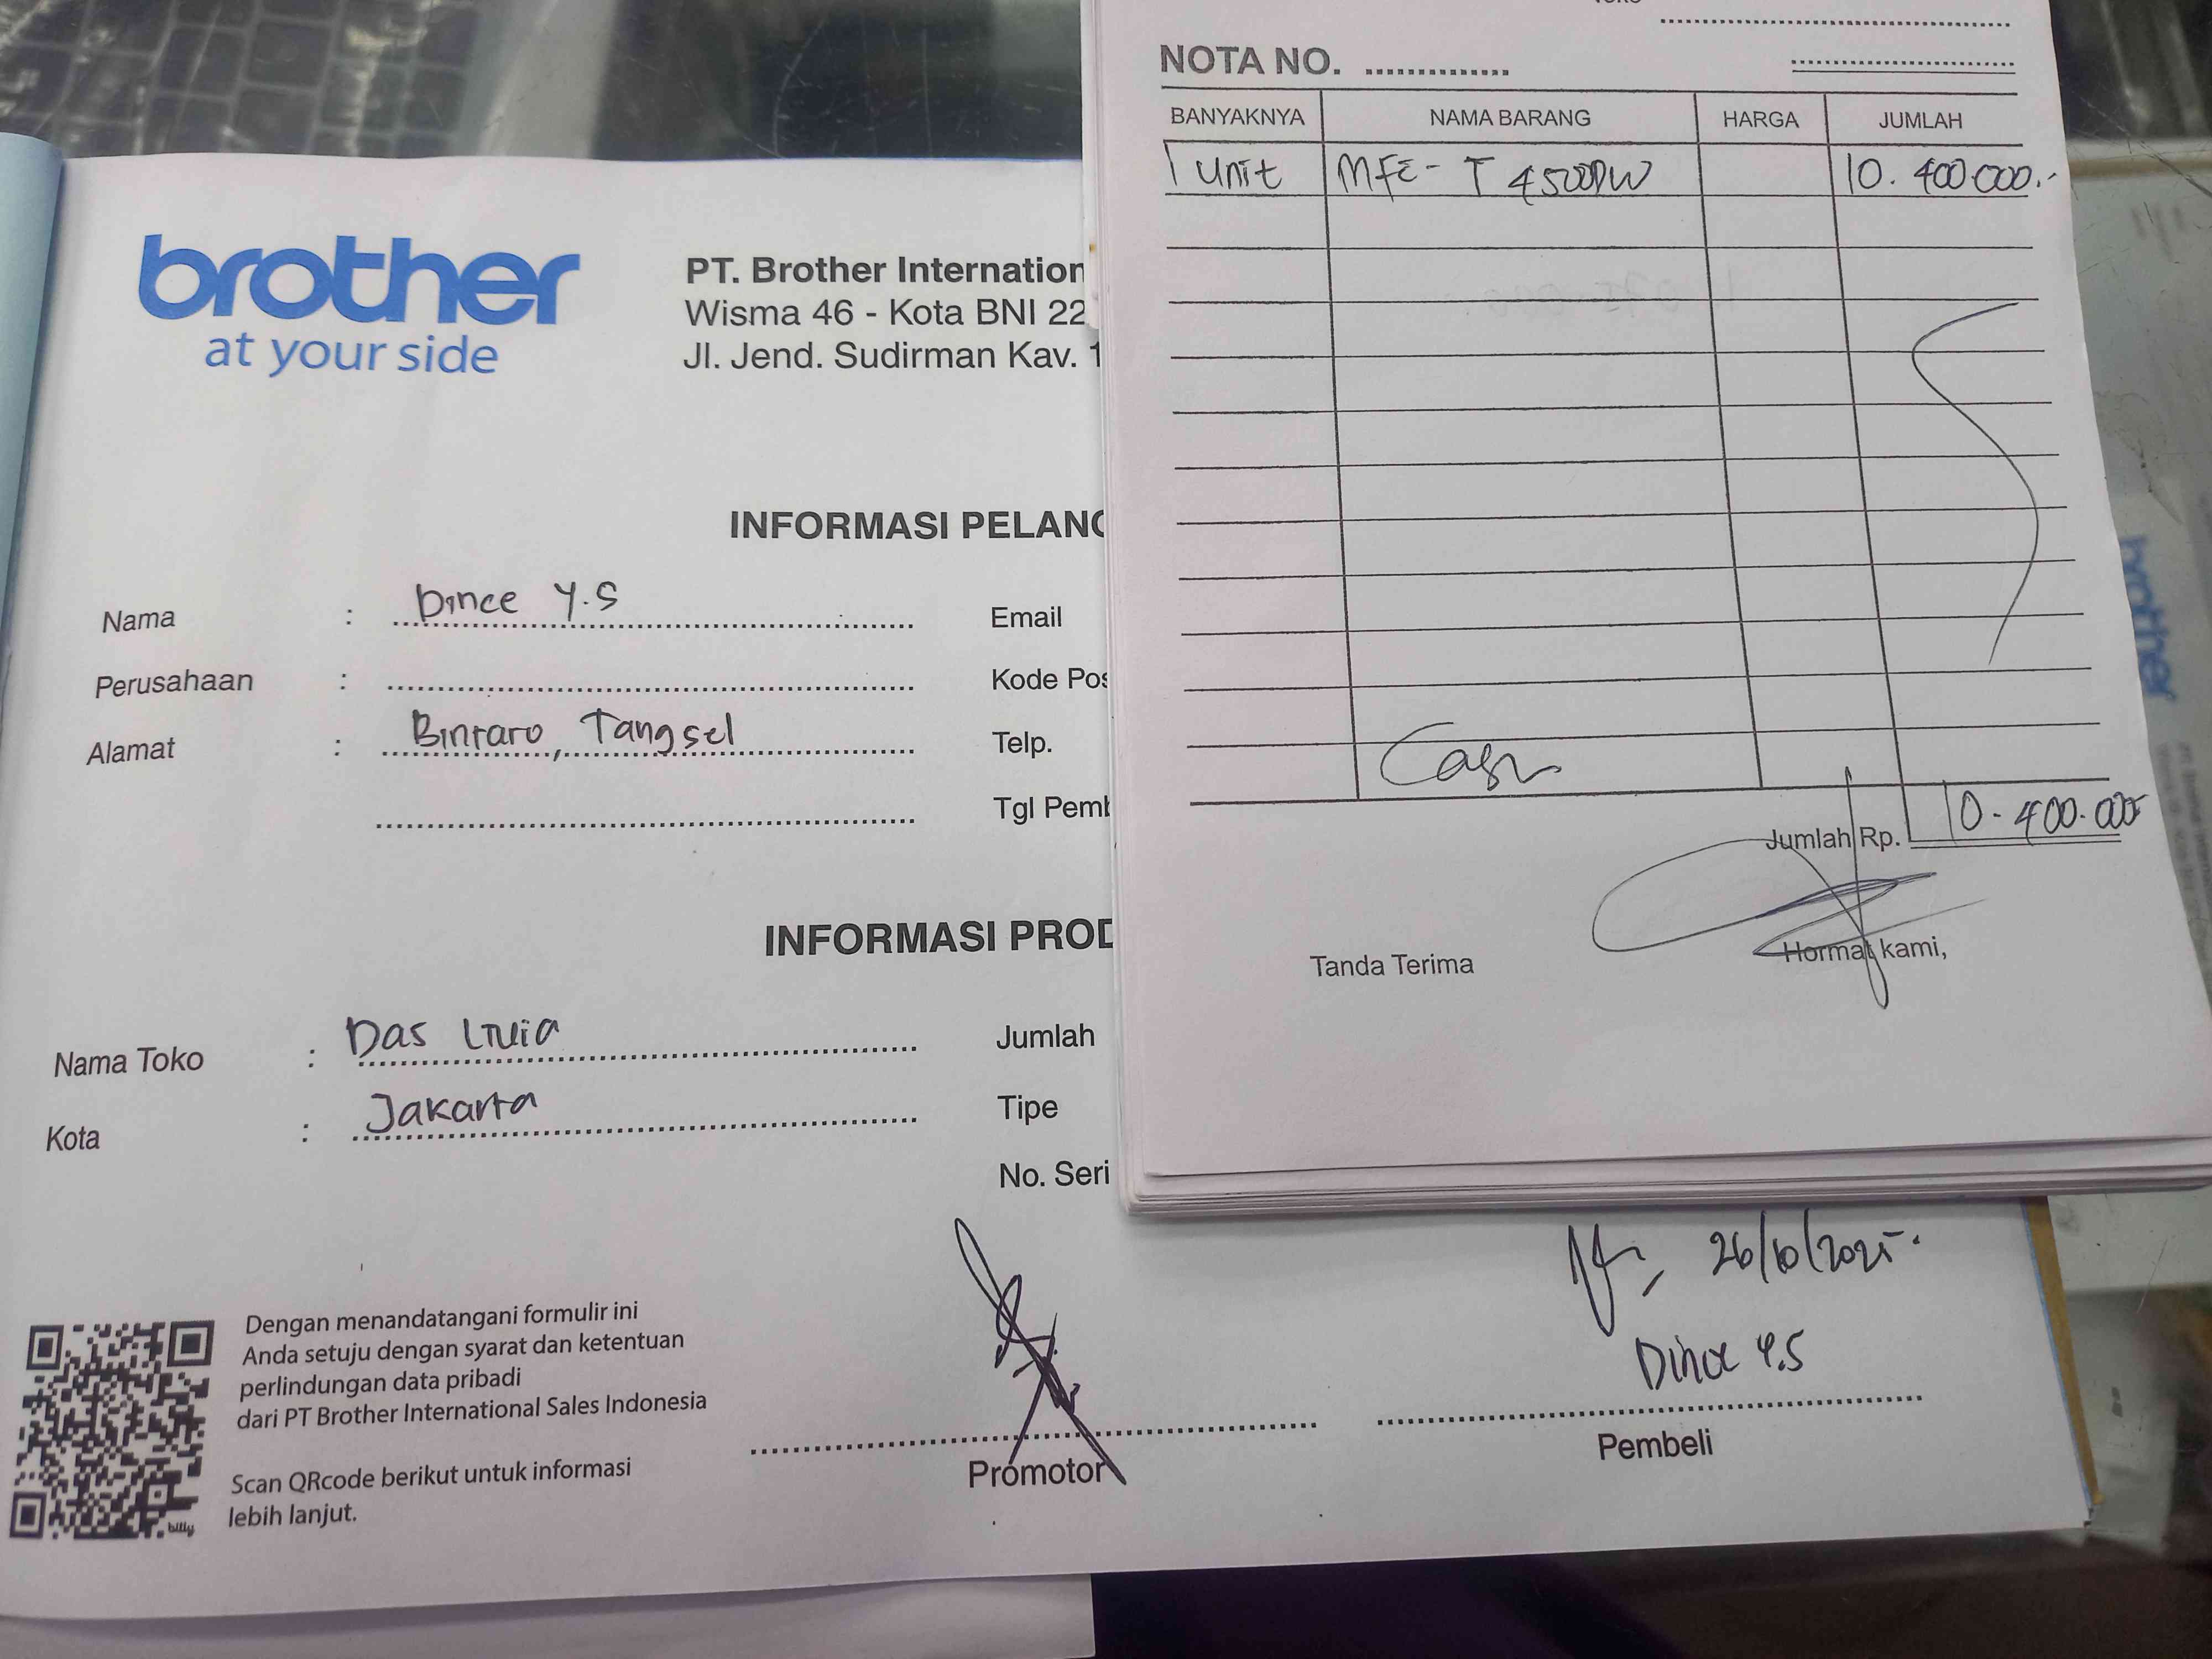 brother
at your side
PT. Brother Internation
Wisma 46 - Kota BNI 22
Jl. Jend. Sudirman Kav. 1
INFORMASI PELANG
Nama : Dince Y.S
Email
Perusahaan :
Kode Pos
Alamat : Bintaro, Tangsel
Telp.
Tgl Pemb
INFORMASI PROD
Nama Toko : Das
Jumlah
Kota : Jakarta
Tipe
No. Seri
Dengan menandatangani formulir ini
Anda setuju dengan syarat dan ketentuan
perlindungan data pribadi
dari PT Brother International Sales Indonesia
Scan QRcode berikut untuk informasi
lebih lanjut.
billy
Promotor
26/10/2025.
Dince Y.S
Pembeli
NOTA NO.
BANYAKNYA NAMA BARANG HARGA JUMLAH
1 Unit MFC- T 4500DW 10.400.000.-
Cash
Jumlah Rp. 10.400.000
Tanda Terima
Hormat kami,
brother